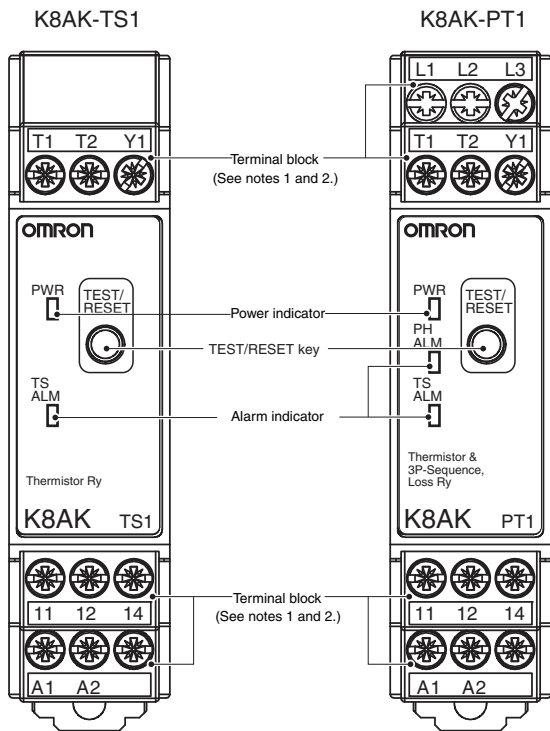 K8AK-TS1
K8AK-PT1
L1 L2 L3
T1 T2 Y1
Terminal block
(See notes 1 and 2.)
T1 T2 Y1
OMRON
OMRON
PWR
TEST/
RESET
Power indicator
PWR
TEST/
RESET
PH
ALM
TEST/RESET key
TS
ALM
Alarm indicator
TS
ALM
Thermistor Ry
Thermistor &
3P-Sequence,
Loss Ry
K8AK TS1
K8AK PT1
11 12 14
Terminal block
(See notes 1 and 2.)
11 12 14
A1 A2
A1 A2